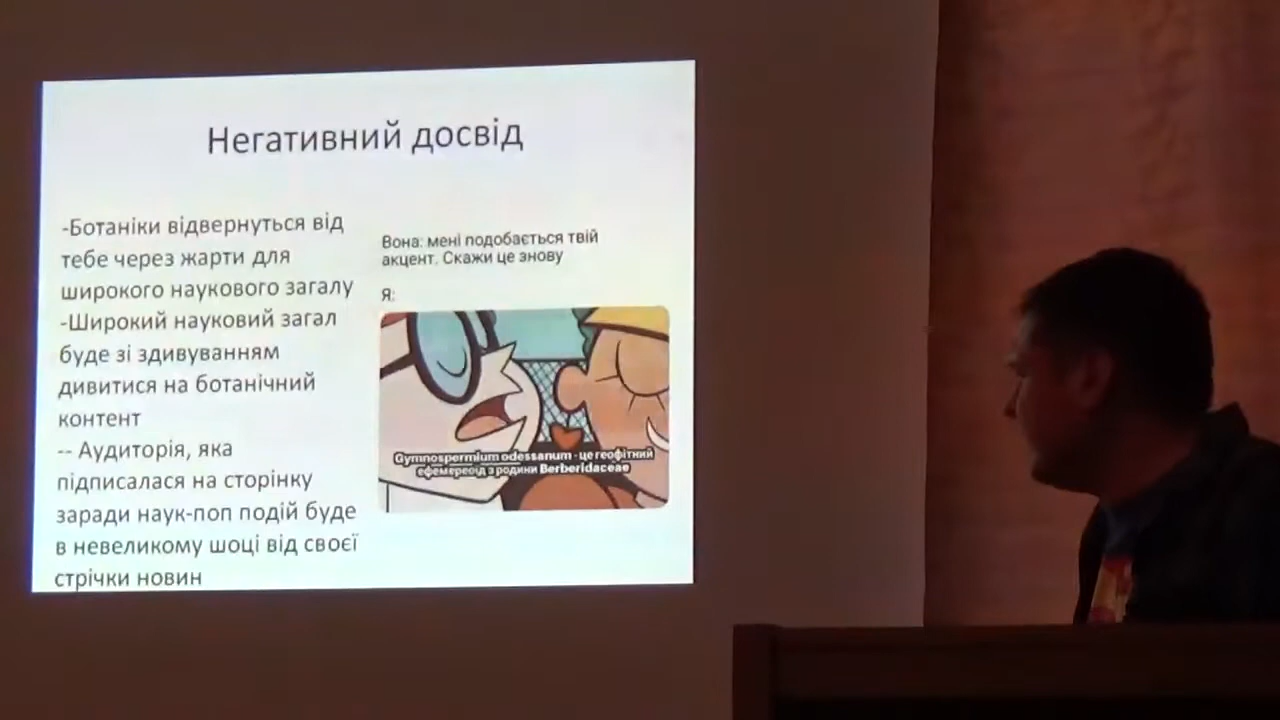 Негативний досвід
-Ботаніки відвернуться від
тебе через жарти для
широкого наукового загалу
-Широкий науковий загал
буде зі здивуванням
дивитися на ботанічний
контент
-- Аудиторія, яка
підписалася на сторінку
заради наук-поп подій буде
в невеликому шоці від своєї
стрічки новин
Вона: мені подобається твій
акцент. Скажи це знову
Я:
Gymnospermium odessanum - це геофітний
ефемероїд з родини Berberidaceae